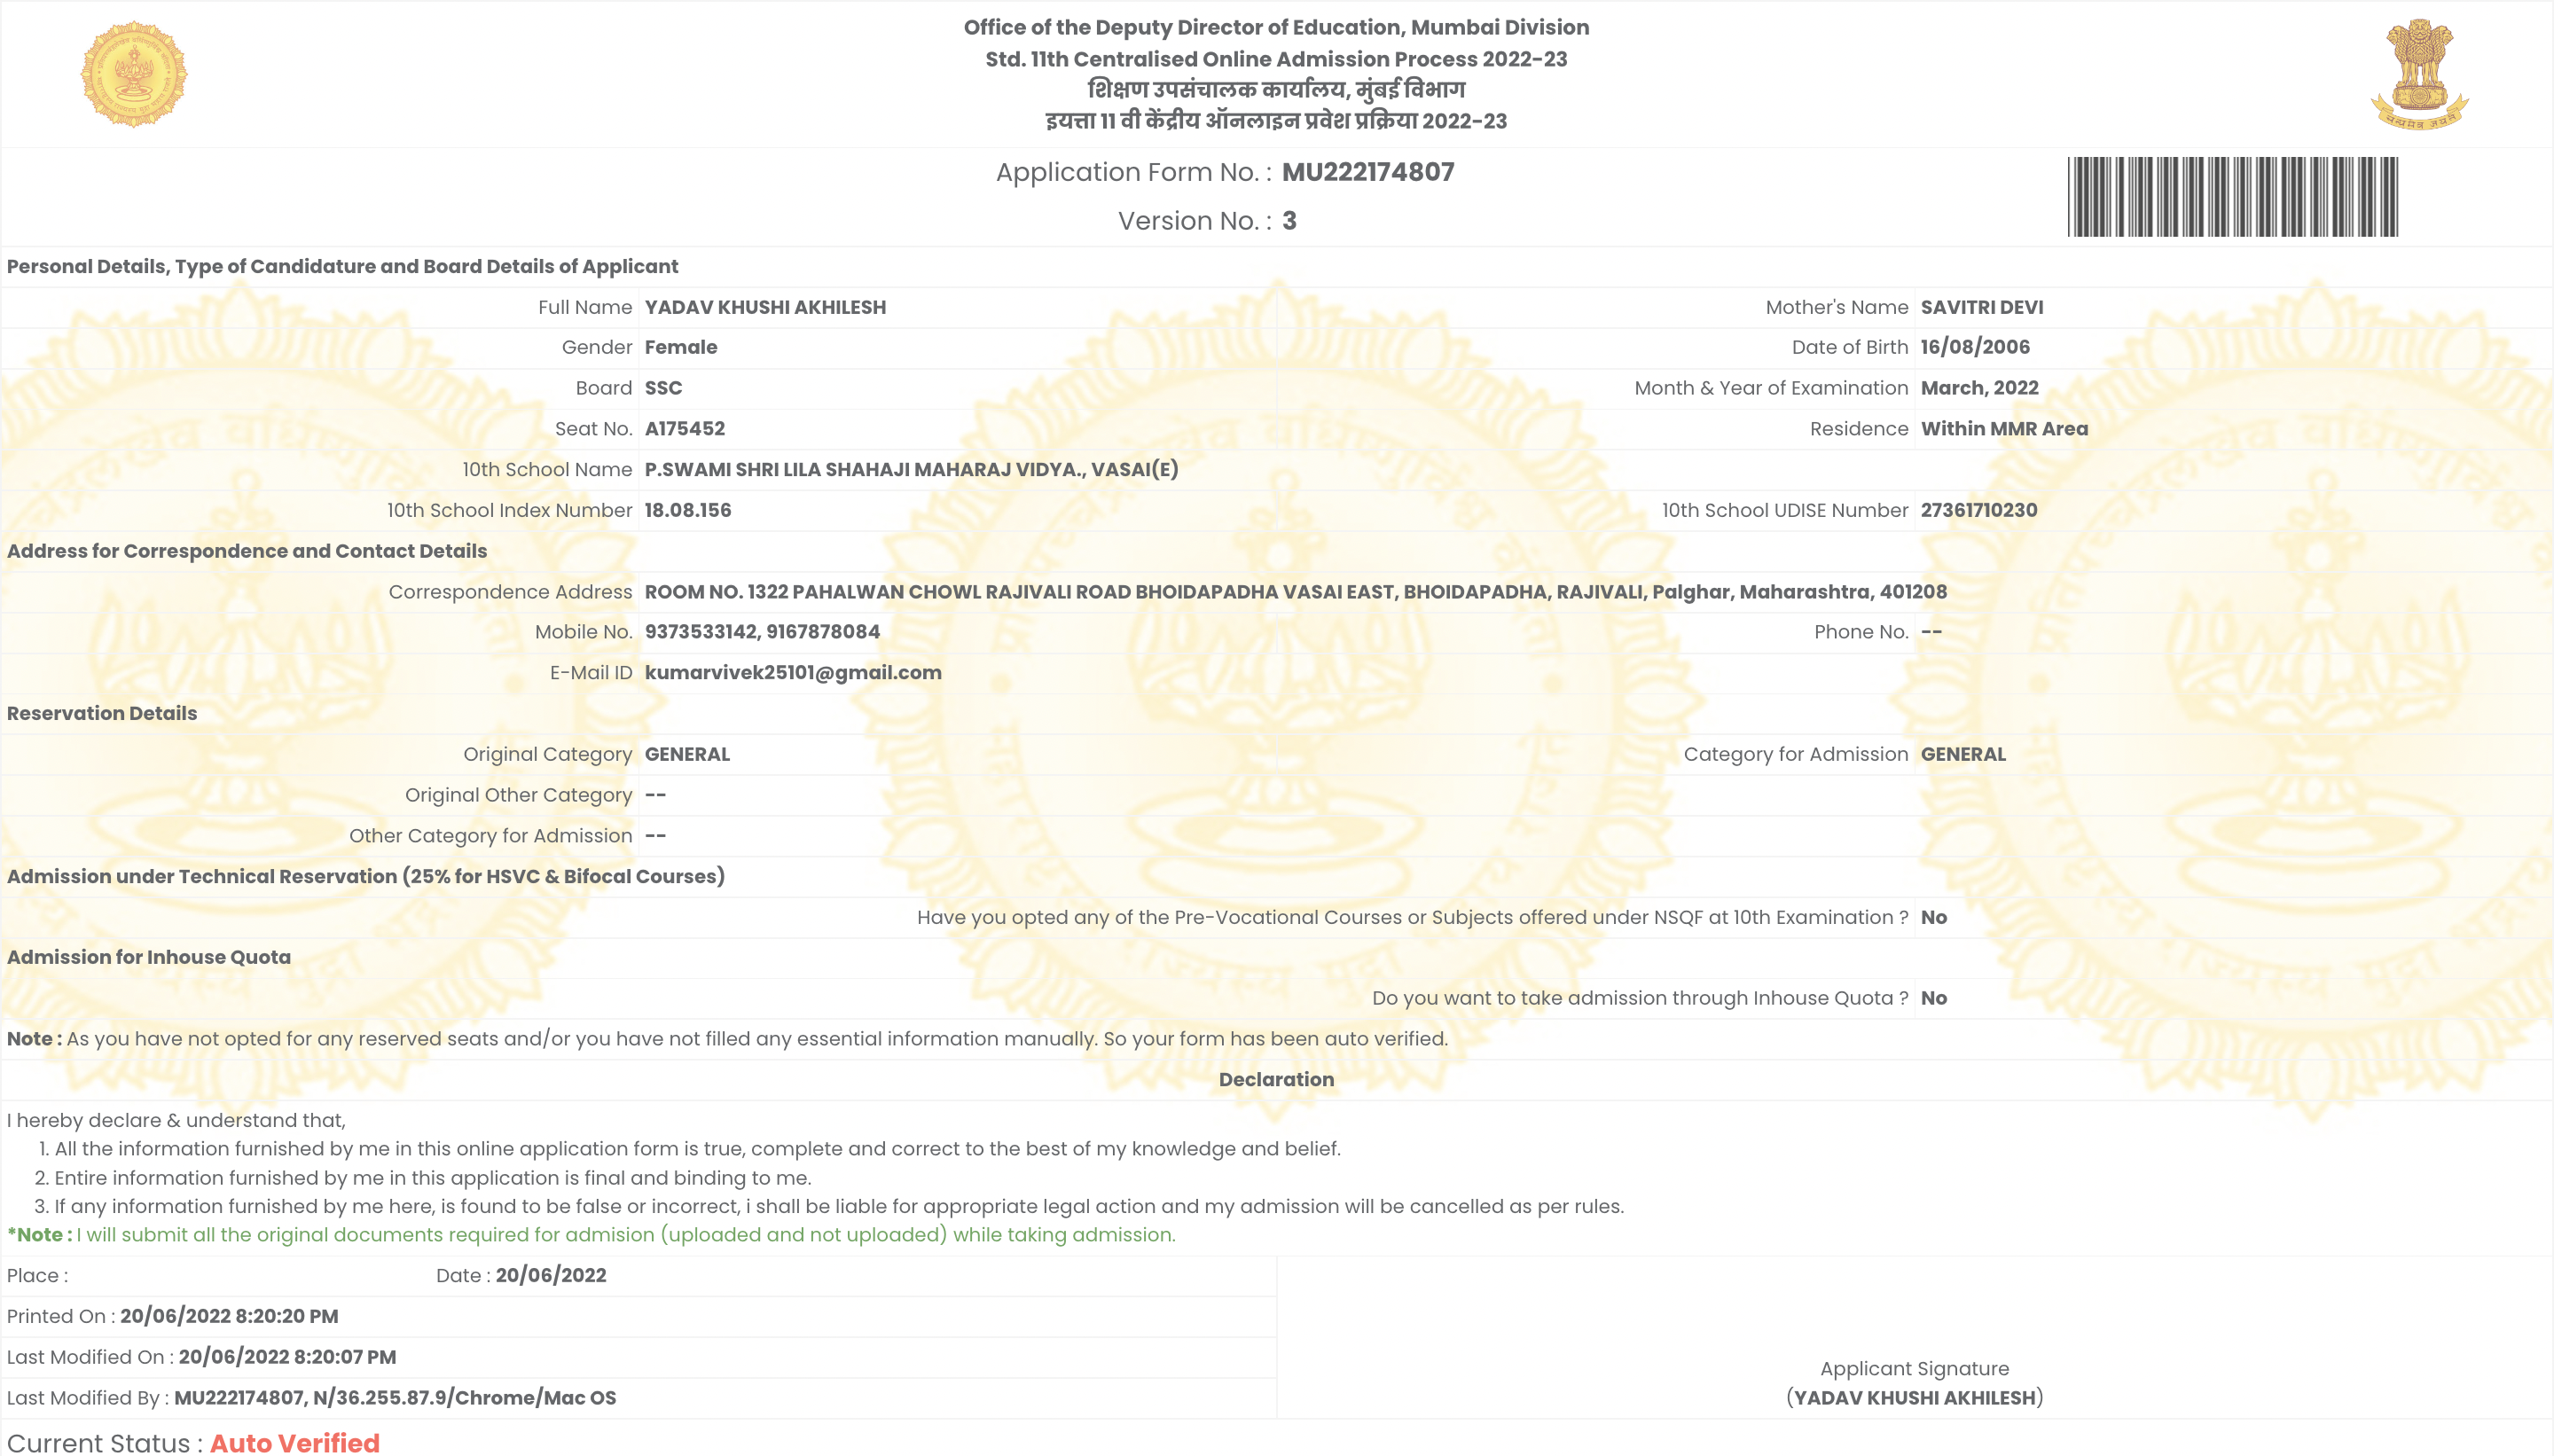 Office of the Deputy Director of Education, Mumbai Division
Std. 11th Centralised Online Admission Process 2022-23
शिक्षण उपसंचालक कार्यालय, मुंबई विभाग
इयत्ता 11 वी केंद्रीय ऑनलाइन प्रवेश प्रक्रिया 2022-23
सत्यमेव जयते
Application Form No. : MU222174807
Version No. : 3
Personal Details, Type of Candidature and Board Details of Applicant
Full Name YADAV KHUSHI AKHILESH Mother's Name SAVITRI DEVI
Gender Female Date of Birth 16/08/2006
Board SSC Month & Year of Examination March, 2022
Seat No. A175452 Residence Within MMR Area
10th School Name P.SWAMI SHRI LILA SHAHAJI MAHARAJ VIDYA., VASAI(E)
10th School Index Number 18.08.156 10th School UDISE Number 27361710230
Address for Correspondence and Contact Details
Correspondence Address ROOM NO. 1322 PAHALWAN CHOWL RAJIVALI ROAD BHOIDAPADHA VASAI EAST, BHOIDAPADHA, RAJIVALI, Palghar, Maharashtra, 401208
Mobile No. 9373533142, 9167878084 Phone No. --
E-Mail ID kumarvivek25101@gmail.com
Reservation Details
Original Category GENERAL Category for Admission GENERAL
Original Other Category --
Other Category for Admission --
Admission under Technical Reservation (25% for HSVC & Bifocal Courses)
Have you opted any of the Pre-Vocational Courses or Subjects offered under NSQF at 10th Examination ? No
Admission for Inhouse Quota
Do you want to take admission through Inhouse Quota ? No
Note : As you have not opted for any reserved seats and/or you have not filled any essential information manually. So your form has been auto verified.
Declaration
I hereby declare & understand that,
1. All the information furnished by me in this online application form is true, complete and correct to the best of my knowledge and belief.
2. Entire information furnished by me in this application is final and binding to me.
3. If any information furnished by me here, is found to be false or incorrect, i shall be liable for appropriate legal action and my admission will be cancelled as per rules.
*Note : I will submit all the original documents required for admision (uploaded and not uploaded) while taking admission.
Place : Date : 20/06/2022
Printed On : 20/06/2022 8:20:20 PM
Last Modified On : 20/06/2022 8:20:07 PM
Last Modified By : MU222174807, N/36.255.87.9/Chrome/Mac OS
Applicant Signature
(YADAV KHUSHI AKHILESH)
Current Status : Auto Verified